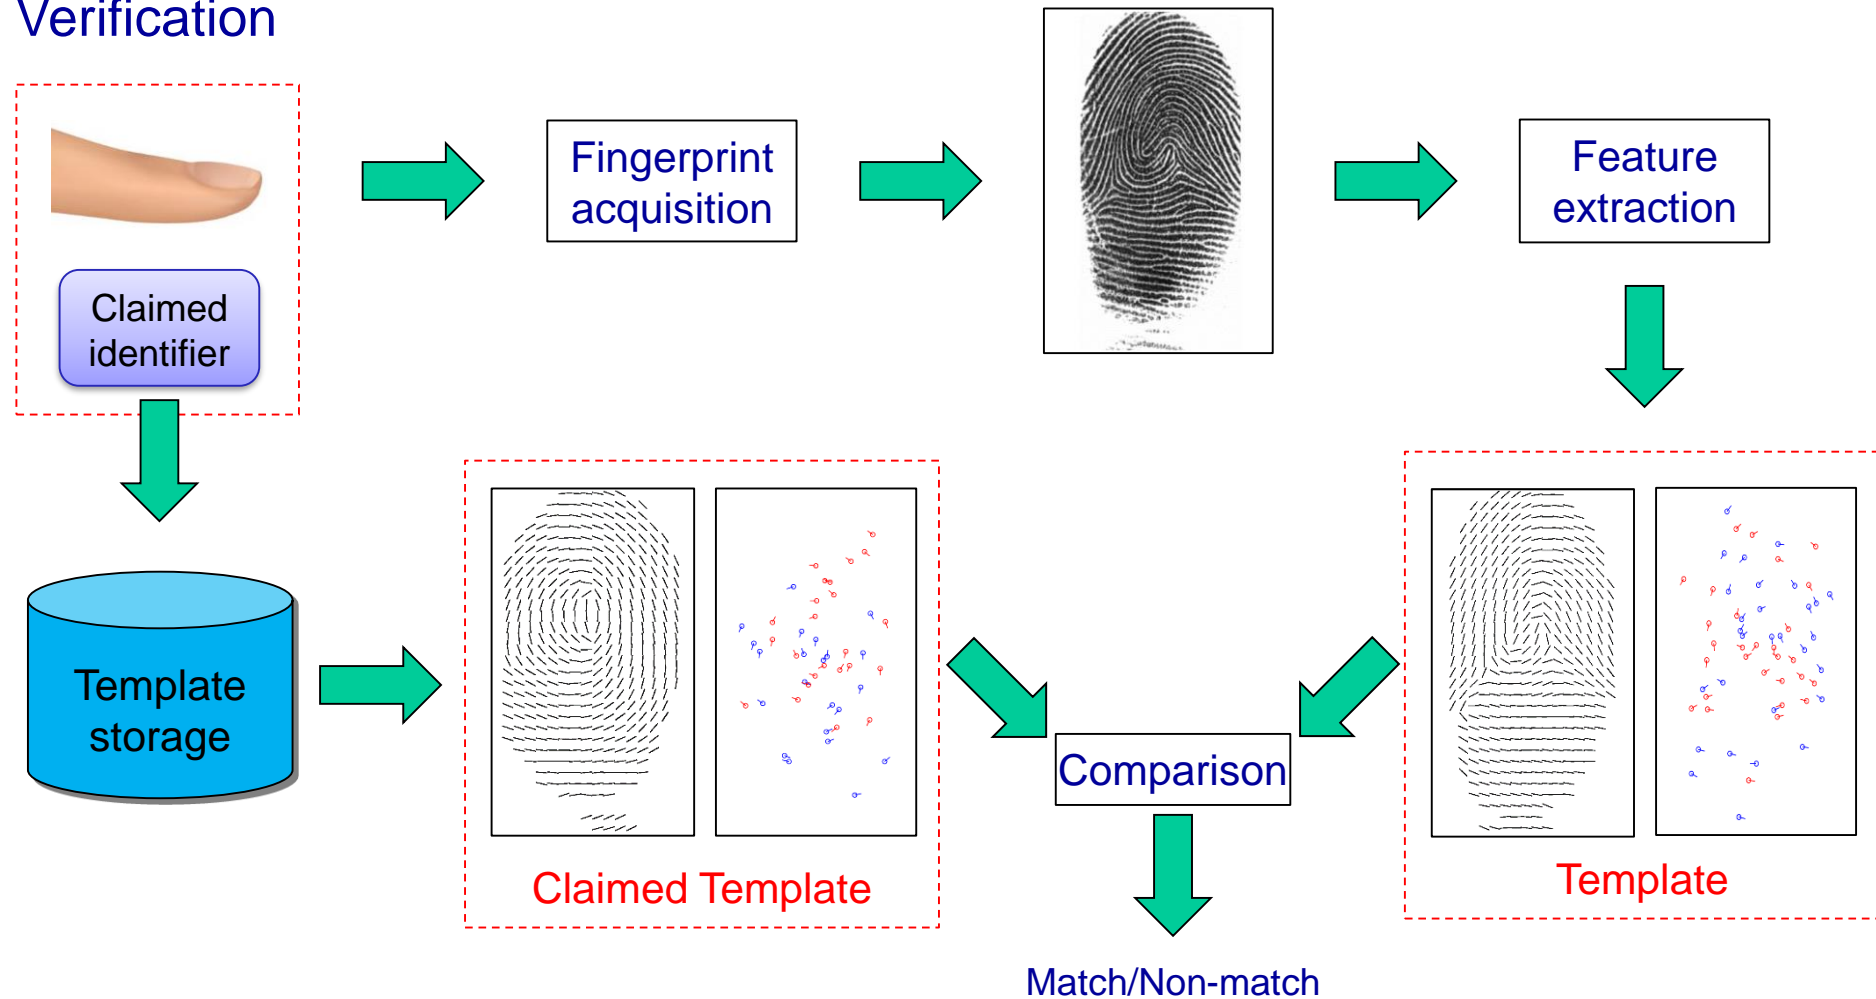 Verification
Fingerprint
acquisition
Feature
extraction
Claimed
identifier
Template
storage
Claimed Template
Comparison
Template
Match/Non-match